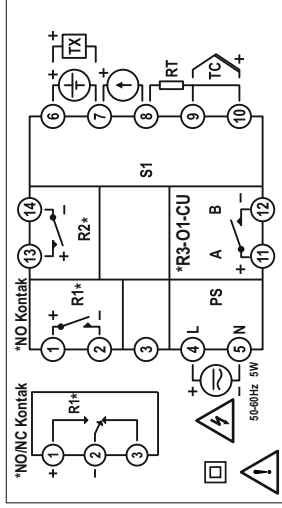 *NO/NC Kontak
*NO Kontak
R1*
+ 1
− 2
3
1 +
2 −
R1*
3
4 L
5 N
+
−
50-60Hz 5W
PS
13 14
+ −
R2*
*R3-O1-CU
A B
+ −
11 12
S1
6
7
8
9
10
+ TX
+
+
RT
TC
+